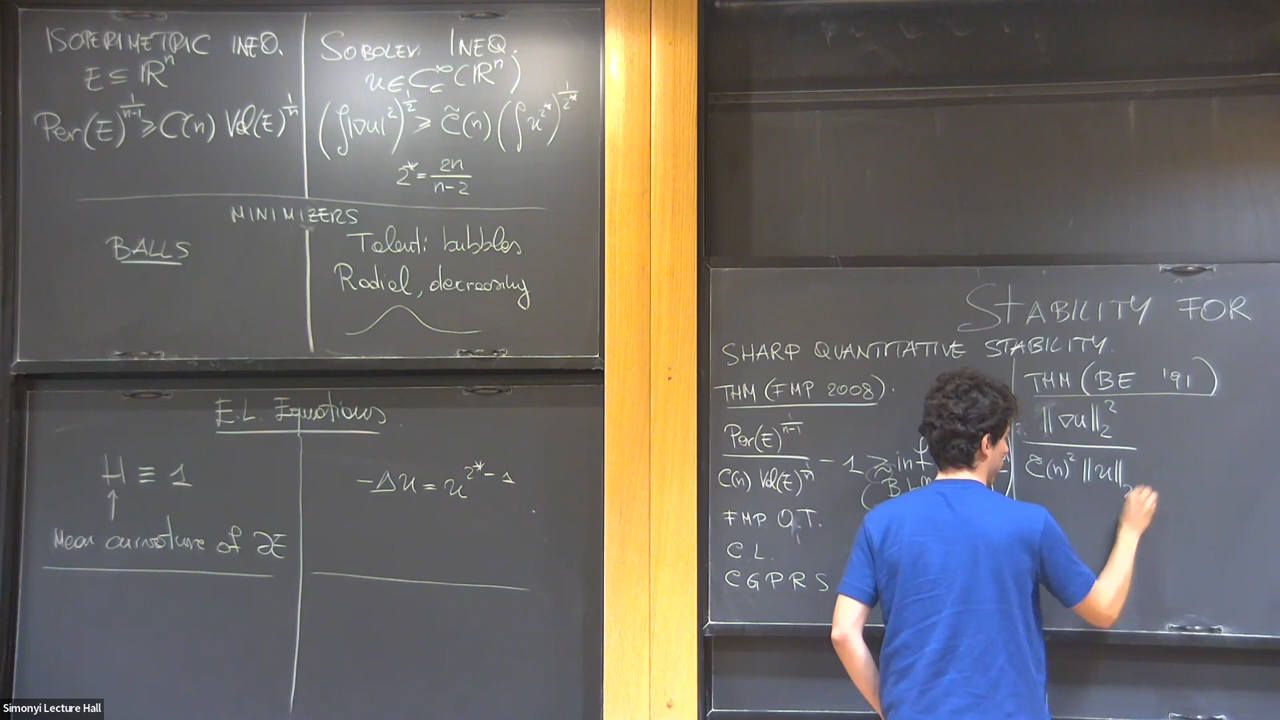 ISOPERIMETRIC INEQ.
E ⊆ ℝⁿ
Per(E)^{1/(n-1)} ≥ C(n) Vol(E)^{1/n}
SOBOLEV INEQ.
u ∈ C_c^∞(ℝⁿ)
(∫|∇u|²)^{1/2} ≥ C̃(n) (∫u^{2*})^{1/2*}
2* = 2n/(n-2)
MINIMIZERS
BALLS
Talenti bubbles
Radial, decreasing
E.L. Equations
H ≡ 1
↑
Mean curvature of ∂E
-Δu = u^{2*-1}
STABILITY FOR
SHARP QUANTITATIVE STABILITY.
THM (FMP 2008).
Per(E)^{1/(n-1)} / C(n) Vol(E)^{1/n} - 1 ≳ inf
FMP O.T.
C L.
C G P R S
THM (BE '91)
‖∇u‖₂² / C̃(n)² ‖u‖
Simonyi Lecture Hall